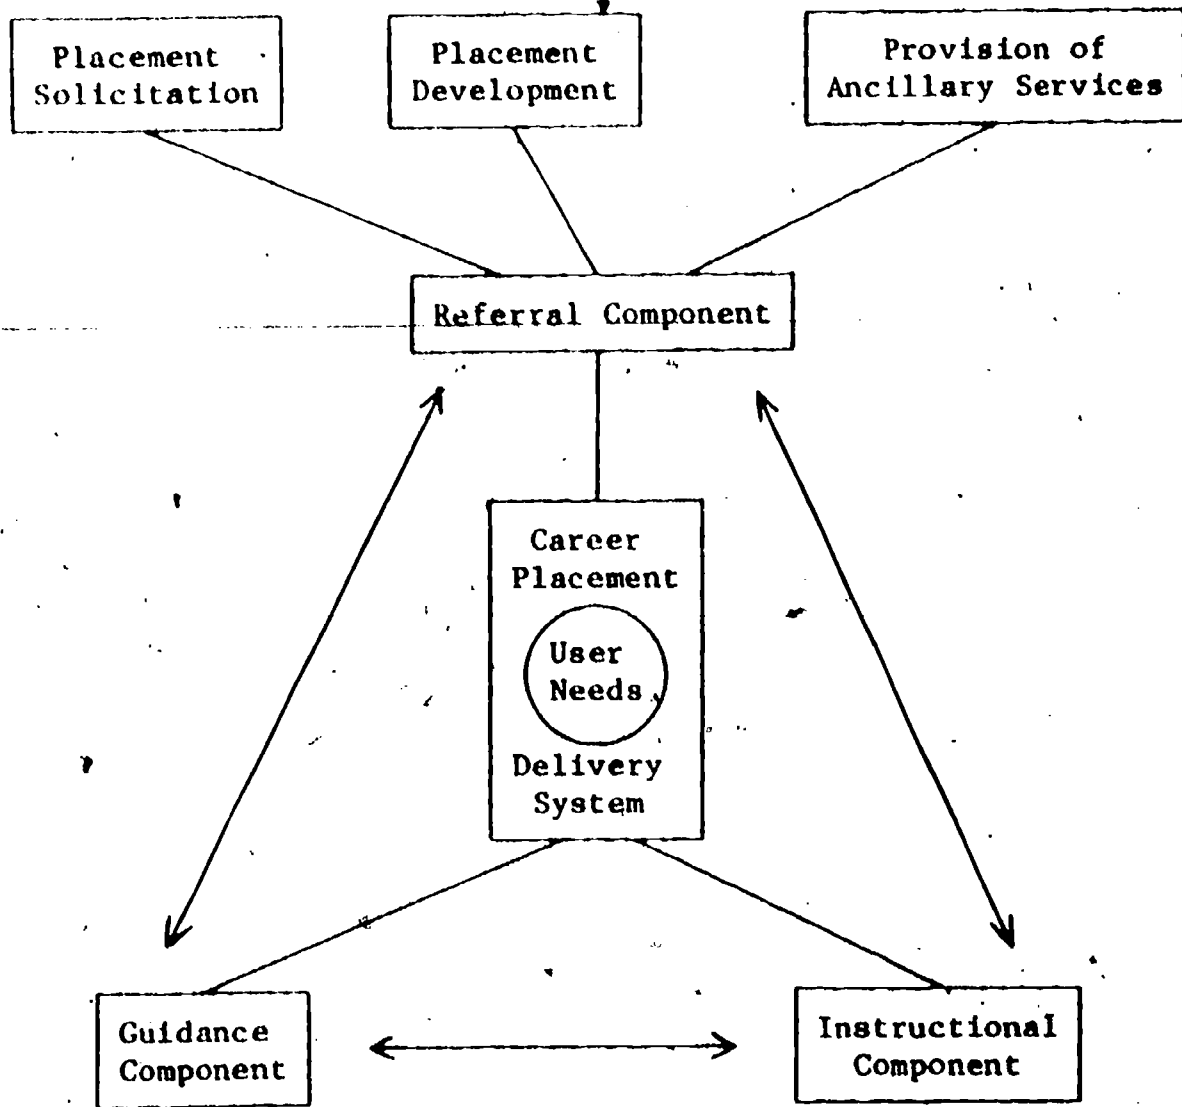 Placement
Solicitation
Placement
Development
Provision of
Ancillary Services
Referral Component
Career
Placement
User
Needs
Delivery
System
Guidance
Component
Instructional
Component